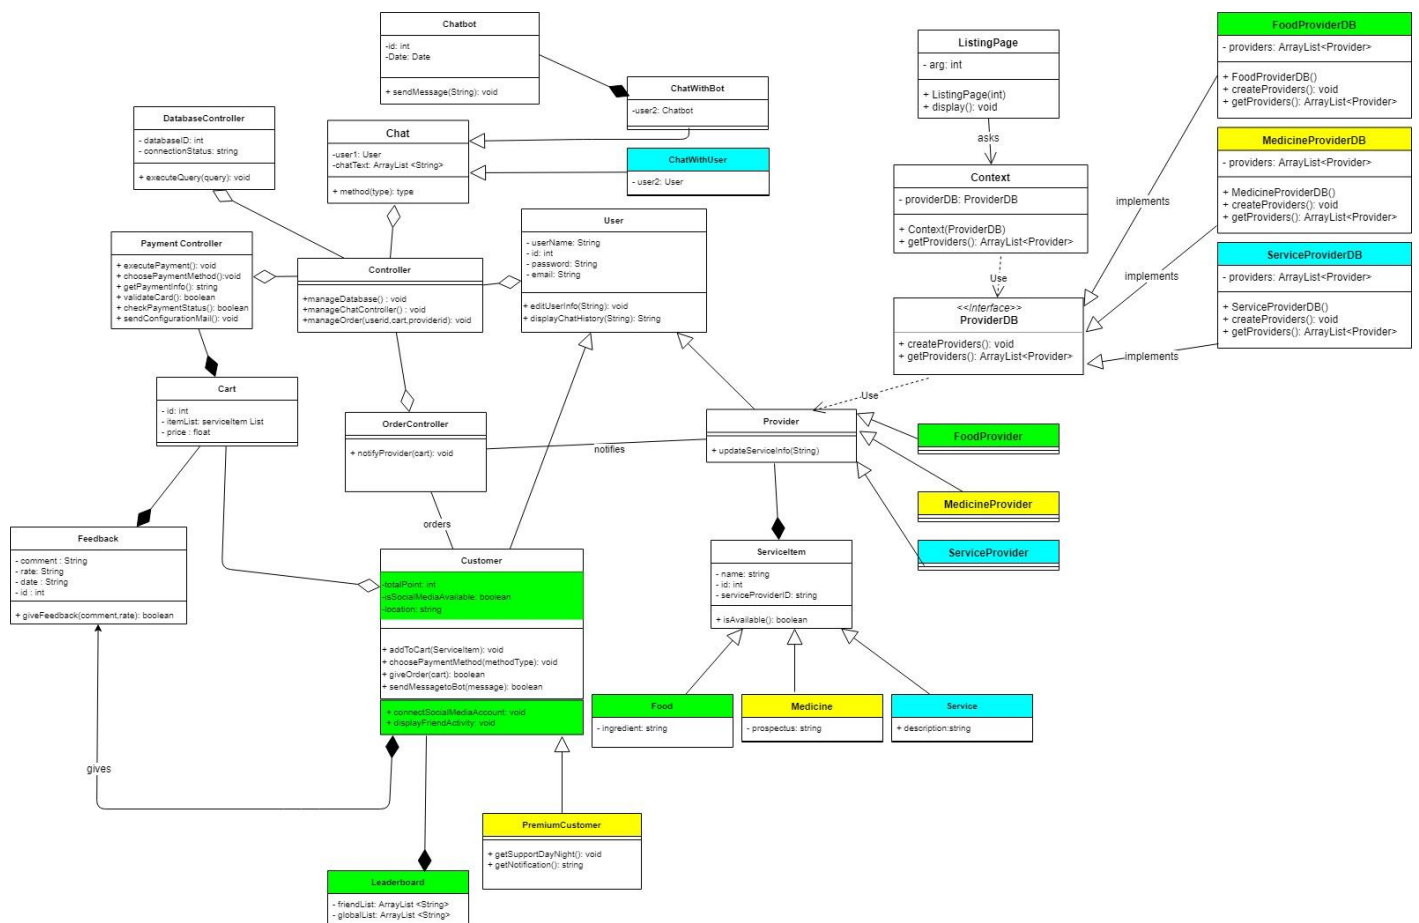 Chatbot
-id: int
-Date: Date
+ sendMessage(String): void
ChatWithBot
-user2: Chatbot
DatabaseController
- databaseID: int
- connectionStatus: string
+ executeQuery(query): void
Chat
-user1: User
-chatText: ArrayList <String>
+ method(type): type
ChatWithUser
- user2: User
Payment Controller
+ executePayment(): void
+ choosePaymentMethod():void
+ getPaymentInfo(): string
+ validateCard(): boolean
+ checkPaymentStatus(): boolean
+ sendConfigurationMail(): void
Controller
+manageDatabase() : void
+manageChatController() : void
+manageOrder(userid,cart,providerid): void
User
- userName: String
- id: int
- password: String
- email: String
+ editUserInfo(String): void
+ displayChatHistory(String): String
ListingPage
- arg: int
+ ListingPage(int)
+ display(): void
asks
Context
- providerDB: ProviderDB
+ Context(ProviderDB)
+ getProviders(): ArrayList<Provider>
Use
<<Interface>>
ProviderDB
+ createProviders(): void
+ getProviders(): ArrayList<Provider>
Use
FoodProviderDB
- providers: ArrayList<Provider>
+ FoodProviderDB()
+ createProviders(): void
+ getProviders(): ArrayList<Provider>
implements
MedicineProviderDB
- providers: ArrayList<Provider>
+ MedicineProviderDB()
+ createProviders(): void
+ getProviders(): ArrayList<Provider>
implements
ServiceProviderDB
- providers: ArrayList<Provider>
+ ServiceProviderDB()
+ createProviders(): void
+ getProviders(): ArrayList<Provider>
implements
Cart
- id: int
- itemList: serviceItem List
- price : float
OrderController
+ notifyProvider(cart): void
notifies
orders
Provider
+ updateServiceInfo(String)
FoodProvider
MedicineProvider
ServiceProvider
Feedback
- comment : String
- rate: String
- date : String
- id : int
+ giveFeedback(comment,rate): boolean
gives
Customer
-totalPoint: int
-isSocialMediaAvailable: boolean
-location: string
+ addToCart(ServiceItem): void
+ choosePaymentMethod(methodType): void
+ giveOrder(cart): boolean
+ sendMessagetoBot(message): boolean
+ connectSocialMediaAccount: void
+ displayFriendActivity: void
ServiceItem
- name: string
- id: int
- serviceProviderID: string
+ isAvailable(): boolean
Food
- ingredient: string
Medicine
- prospectus: string
Service
+ description:string
PremiumCustomer
+ getSupportDayNight(): void
+ getNotification(): string
Leaderboard
- friendList: ArrayList <String>
- globalList: ArrayList <String>